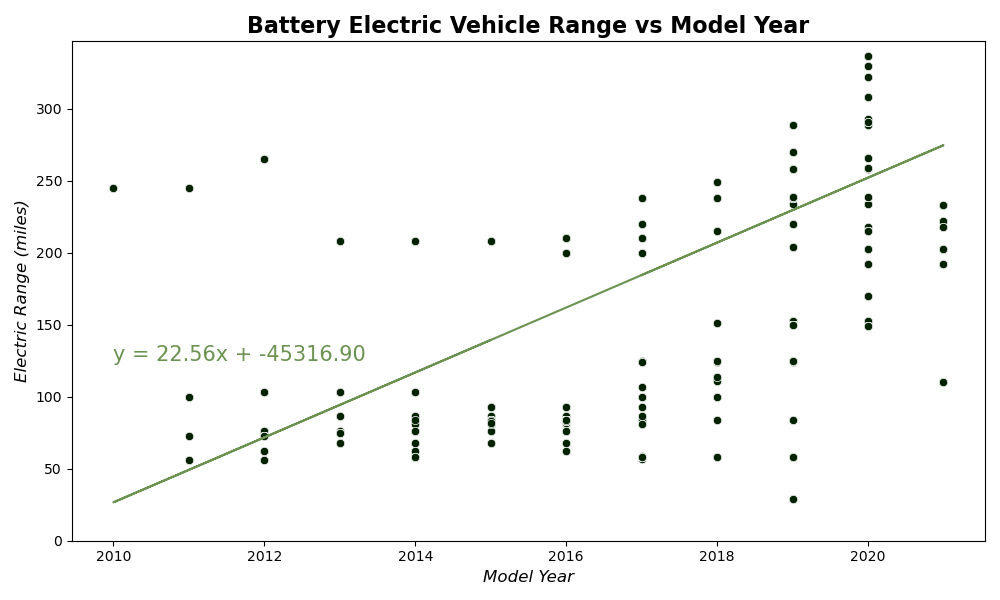 Battery Electric Vehicle Range vs Model Year
300
250
200
150
100
50
0
Electric Range (miles)
y = 22.56x + -45316.90
2010 2012 2014 2016 2018 2020
Model Year